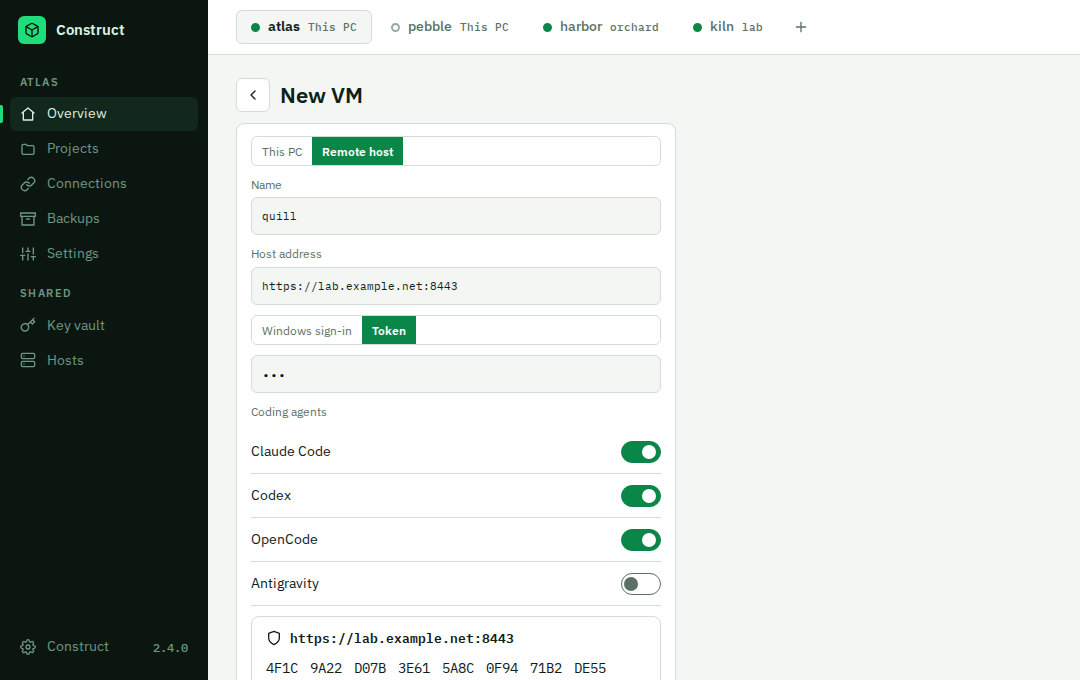 Construct
ATLAS
Overview
Projects
Connections
Backups
Settings
SHARED
Key vault
Hosts
Construct 2.4.0
atlas This PC pebble This PC harbor orchard kiln lab
New VM
This PC Remote host
Name
quill
Host address
https://lab.example.net:8443
Windows sign-in Token
Coding agents
Claude Code
Codex
OpenCode
Antigravity
https://lab.example.net:8443
4F1C 9A22 D07B 3E61 5A8C 0F94 71B2 DE55